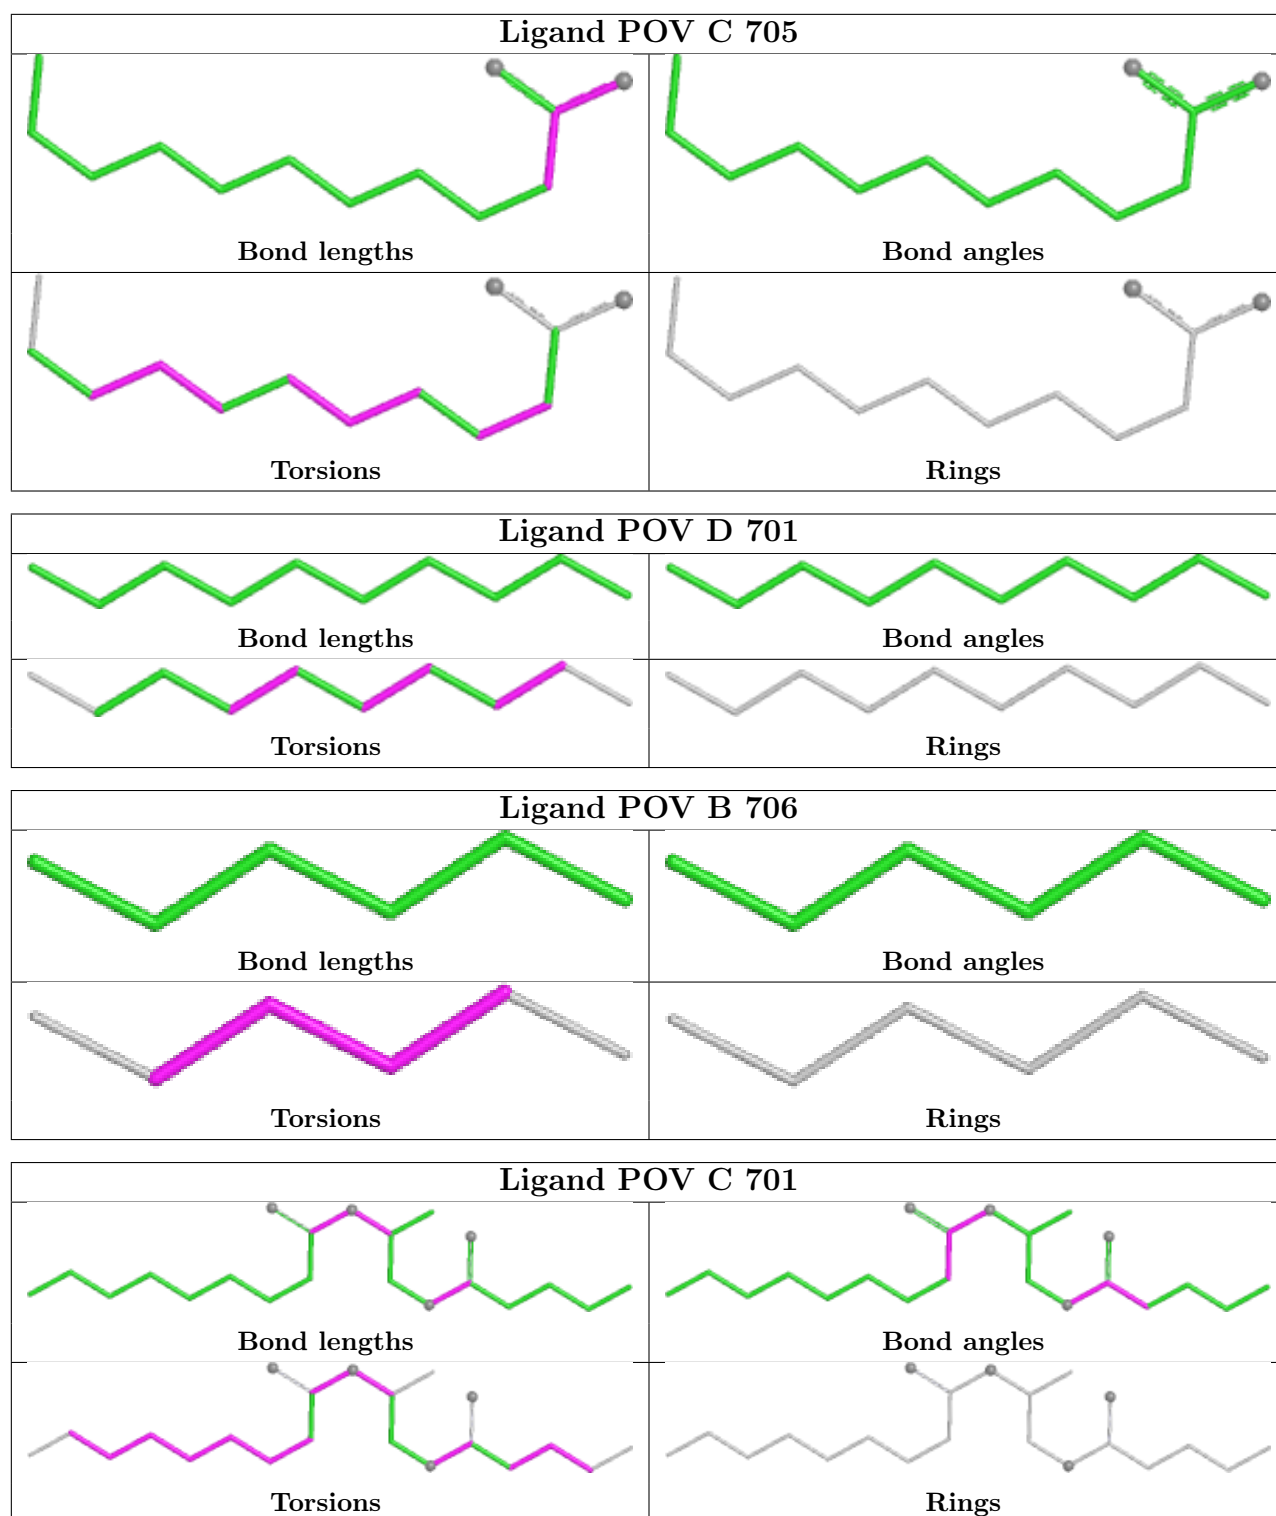 Ligand POV C 705
Bond lengths
Bond angles
Torsions
Rings
Ligand POV D 701
Bond lengths
Bond angles
Torsions
Rings
Ligand POV B 706
Bond lengths
Bond angles
Torsions
Rings
Ligand POV C 701
Bond lengths
Bond angles
Torsions
Rings